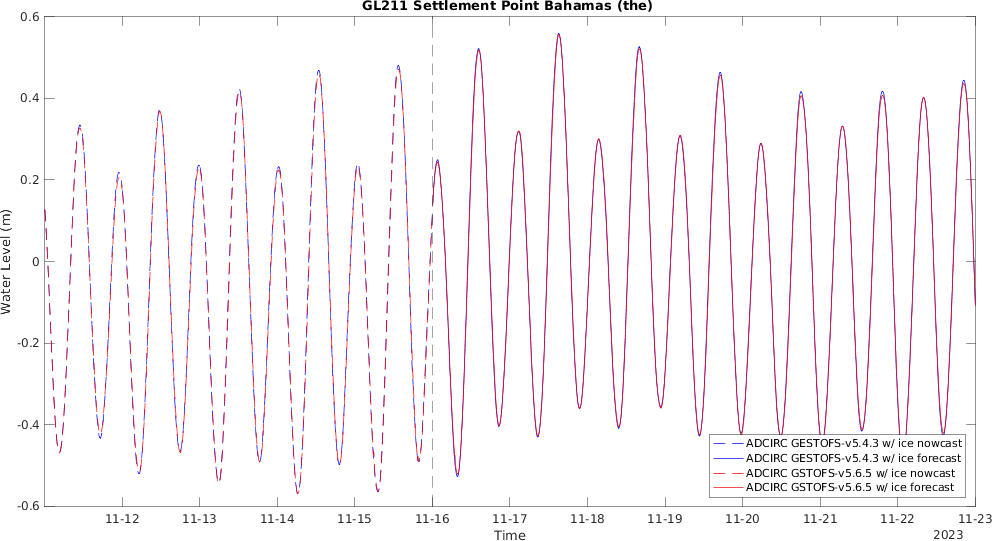 GL211 Settlement Point Bahamas (the)
Water Level (m)
0.6
0.4
0.2
0
-0.2
-0.4
-0.6
ADCIRC GESTOFS-v5.4.3 w/ ice nowcast
ADCIRC GESTOFS-v5.4.3 w/ ice forecast
ADCIRC GSTOFS-v5.6.5 w/ ice nowcast
ADCIRC GSTOFS-v5.6.5 w/ ice forecast
11-12 11-13 11-14 11-15 11-16 11-17 11-18 11-19 11-20 11-21 11-22 11-23
Time
2023